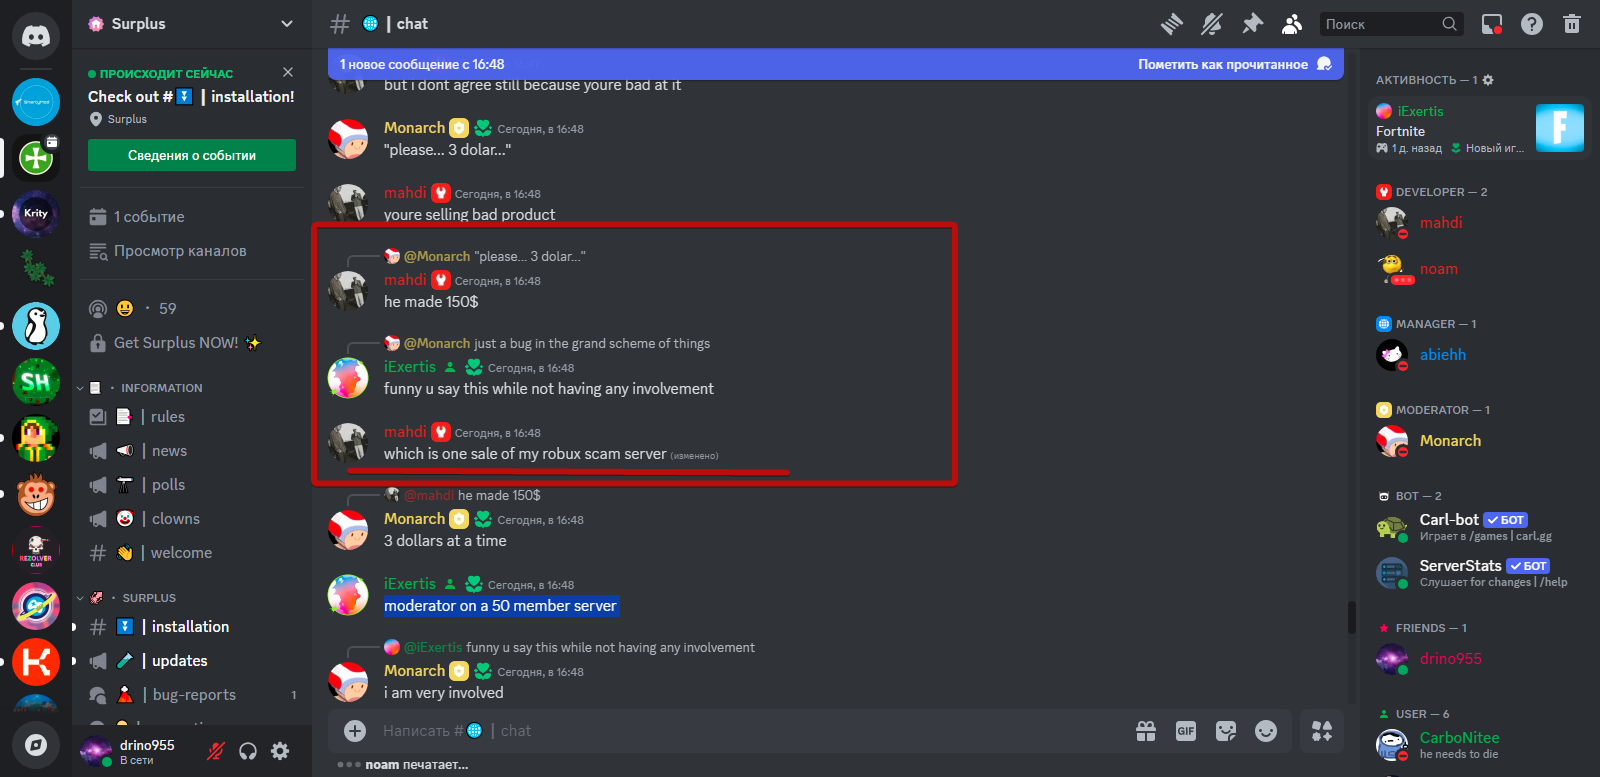 Surplus
ПРОИСХОДИТ СЕЙЧАС
Check out # | installation!
Surplus
Сведения о событии
1 событие
Просмотр каналов
· 59
Get Surplus NOW!
· INFORMATION
| rules
| news
| polls
| clowns
| welcome
· SURPLUS
| installation
| updates
| bug-reports 1
drino955
В сети
Krity
SH
REZOLVER
CLUB
# | chat
Поиск
1 новое сообщение с 16:48 Пометить как прочитанное
but i dont agree still because youre bad at it
Monarch Сегодня, в 16:48
"please... 3 dolar..."
mahdi Сегодня, в 16:48
youre selling bad product
@Monarch "please... 3 dolar..."
mahdi Сегодня, в 16:48
he made 150$
@Monarch just a bug in the grand scheme of things
iExertis Сегодня, в 16:48
funny u say this while not having any involvement
mahdi Сегодня, в 16:48
which is one sale of my robux scam server (изменено)
@mahdi he made 150$
Monarch Сегодня, в 16:48
3 dollars at a time
iExertis Сегодня, в 16:48
moderator on a 50 member server
@iExertis funny u say this while not having any involvement
Monarch Сегодня, в 16:48
i am very involved
Написать # | chat
GIF
noam печатает...
АКТИВНОСТЬ — 1
iExertis
Fortnite
1 д. назад Новый иг...
DEVELOPER — 2
mahdi
noam
MANAGER — 1
abiehh
MODERATOR — 1
Monarch
BOT — 2
Carl-bot БОТ
Играет в /games | carl.gg
ServerStats БОТ
Слушает for changes | /help
FRIENDS — 1
drino955
USER — 6
CarboNitee
he needs to die